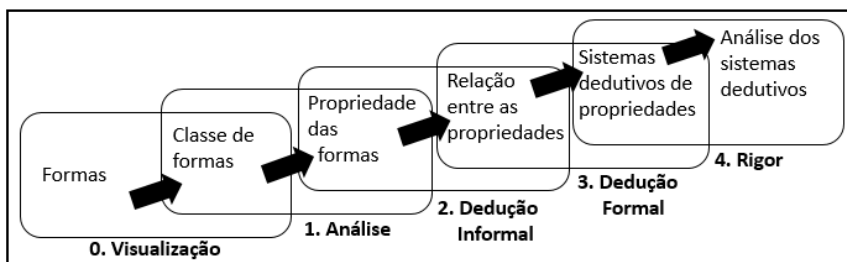 Formas
0. Visualização
Classe de
formas
1. Análise
Propriedade
das
formas
2. Dedução
Informal
Relação
entre as
propriedades
3. Dedução
Formal
Sistemas
dedutivos de
propriedades
4. Rigor
Análise dos
sistemas
dedutivos